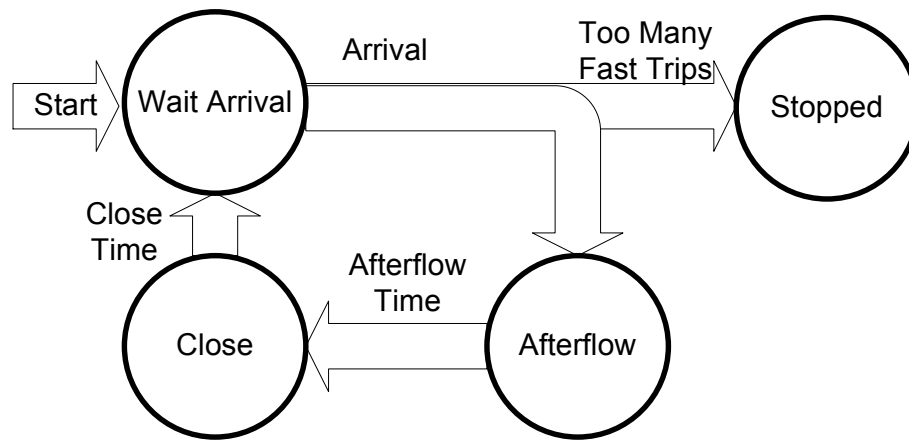 Arrival
Too Many
Fast Trips
Start
Wait Arrival
Stopped
Close
Time
Afterflow
Time
Close
Afterflow